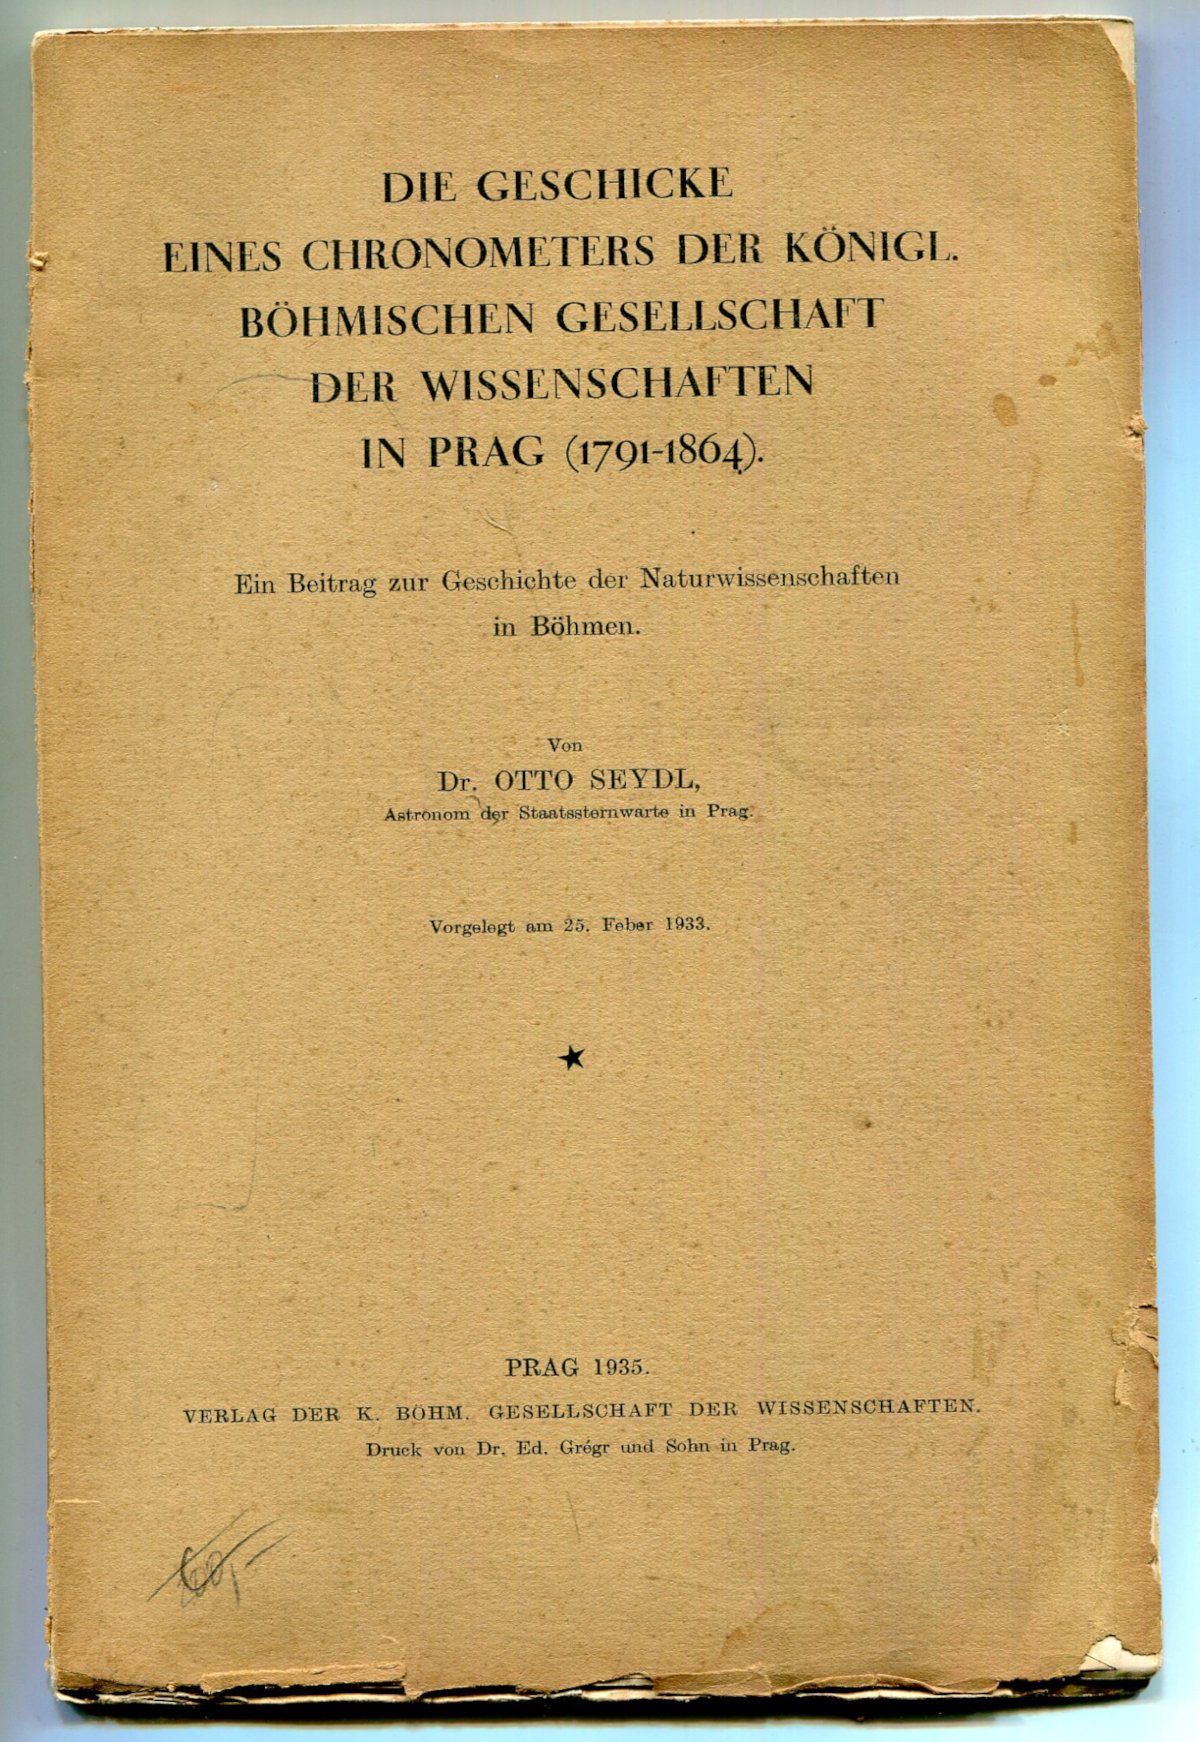 DIE GESCHICKE
EINES CHRONOMETERS DER KÖNIGL.
BÖHMISCHEN GESELLSCHAFT
DER WISSENSCHAFTEN
IN PRAG (1791-1864).
Ein Beitrag zur Geschichte der Naturwissenschaften
in Böhmen.
Von
Dr. OTTO SEYDL,
Astronom der Staatssternwarte in Prag.
Vorgelegt am 25. Feber 1933.
PRAG 1935.
VERLAG DER K. BÖHM. GESELLSCHAFT DER WISSENSCHAFTEN.
Druck von Dr. Ed. Grégr und Sohn in Prag.